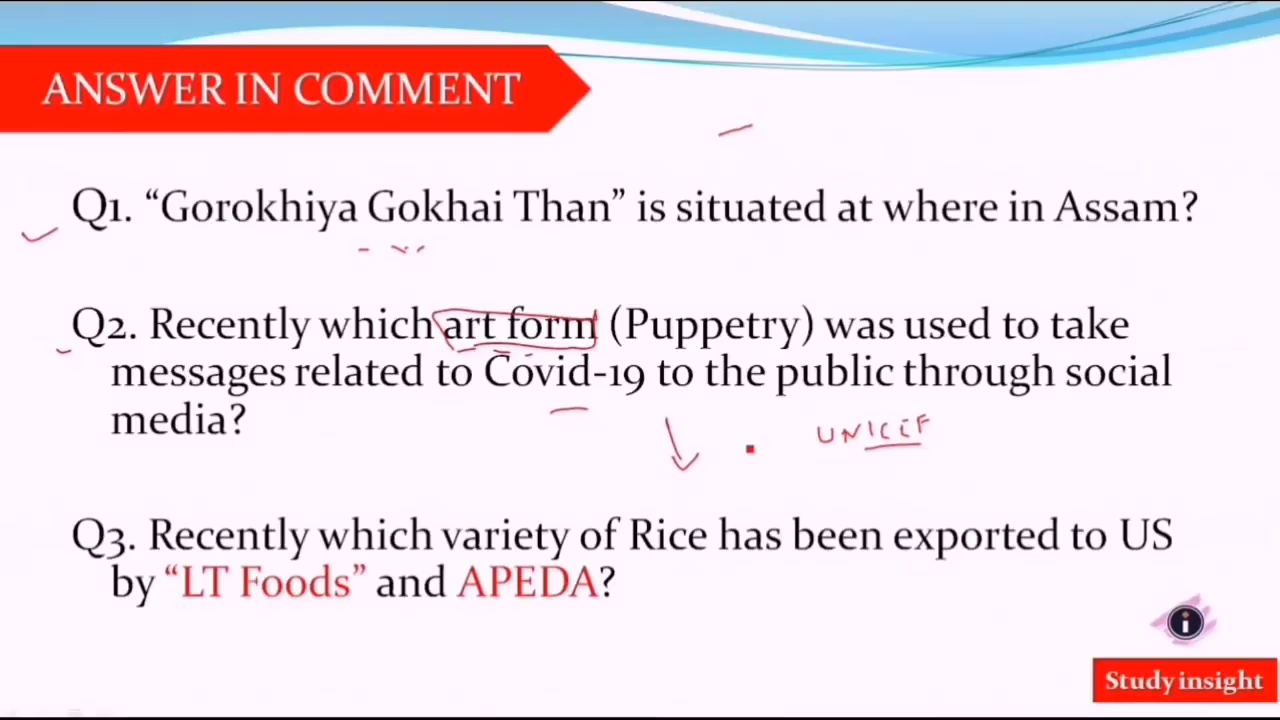 ANSWER IN COMMENT
Q1. “Gorokhiya Gokhai Than” is situated at where in Assam?
Q2. Recently which art form (Puppetry) was used to take
messages related to Covid-19 to the public through social
media?
UNICEF
Q3. Recently which variety of Rice has been exported to US
by “LT Foods” and APEDA?
i
Study insight